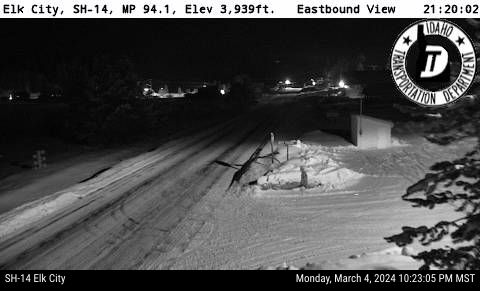 Elk City, SH-14, MP 94.1, Elev 3,939ft. Eastbound View 21:20:02
IDAHO
TRANSPORTATION DEPARTMENT
SH-14 Elk City Monday, March 4, 2024 10:23:05 PM MST